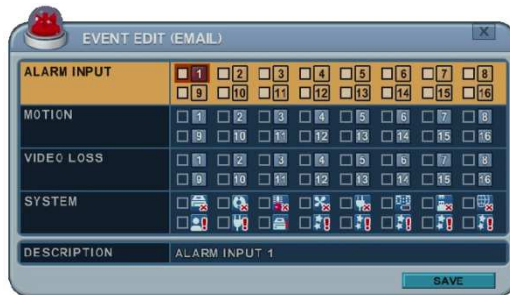 EVENT EDIT (EMAIL)
X
ALARM INPUT
1 2 3 4 5 6 7 8
9 10 11 12 13 14 15 16
MOTION
1 2 3 4 5 6 7 8
9 10 11 12 13 14 15 16
VIDEO LOSS
1 2 3 4 5 6 7 8
9 10 11 12 13 14 15 16
SYSTEM
DESCRIPTION
ALARM INPUT 1
SAVE